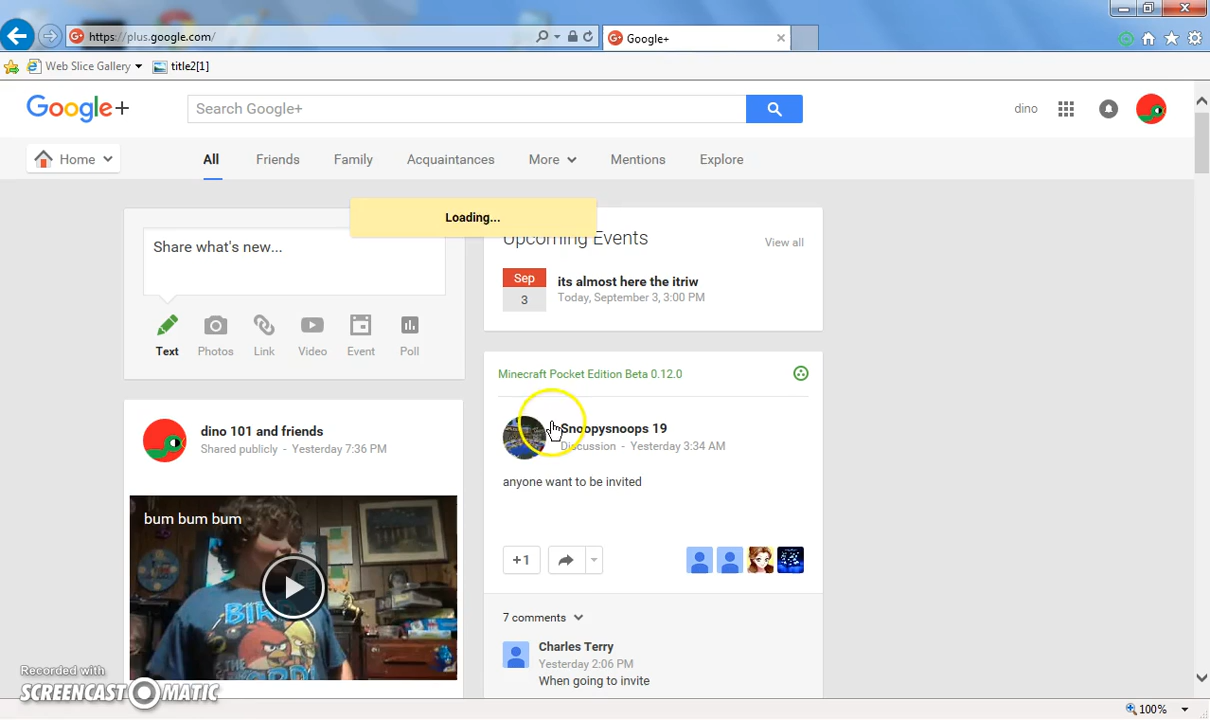 https://plus.google.com/
Google+
Web Slice Gallery
title2[1]
Google+
Search Google+
dino
Home
All
Friends
Family
Acquaintances
More
Mentions
Explore
Loading...
Share what's new...
Text
Photos
Link
Video
Event
Poll
Upcoming Events
View all
Sep
3
its almost here the itriw
Today, September 3, 3:00 PM
Minecraft Pocket Edition Beta 0.12.0
Snoopysnoops 19
Discussion - Yesterday 3:34 AM
anyone want to be invited
+1
7 comments
Charles Terry
Yesterday 2:06 PM
When going to invite
dino 101 and friends
Shared publicly - Yesterday 7:36 PM
bum bum bum
BIRDS
Recorded with
SCREENCAST-O-MATIC
100%